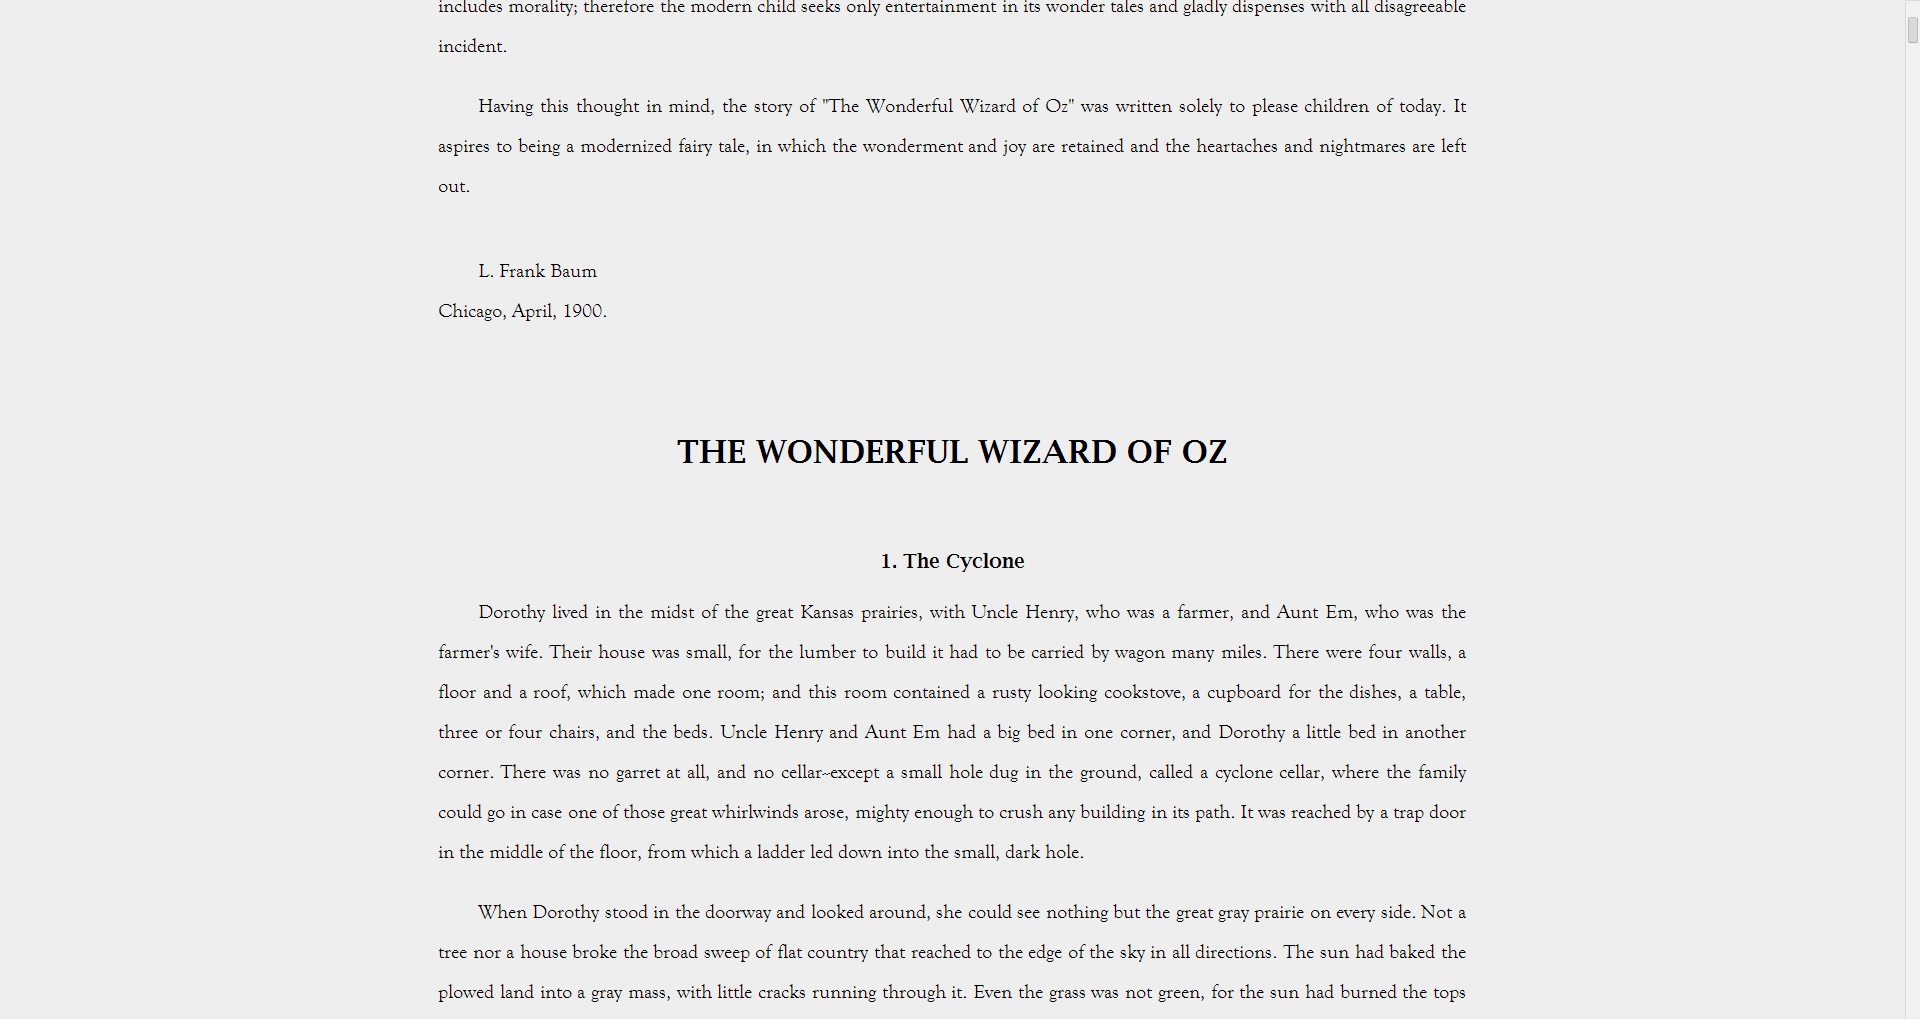 includes morality; therefore the modern child seeks only entertainment in its wonder tales and gladly dispenses with all disagreeable
incident.
Having this thought in mind, the story of "The Wonderful Wizard of Oz" was written solely to please children of today. It
aspires to being a modernized fairy tale, in which the wonderment and joy are retained and the heartaches and nightmares are left
out.
L. Frank Baum
Chicago, April, 1900.
THE WONDERFUL WIZARD OF OZ
1. The Cyclone
Dorothy lived in the midst of the great Kansas prairies, with Uncle Henry, who was a farmer, and Aunt Em, who was the
farmer's wife. Their house was small, for the lumber to build it had to be carried by wagon many miles. There were four walls, a
floor and a roof, which made one room; and this room contained a rusty looking cookstove, a cupboard for the dishes, a table,
three or four chairs, and the beds. Uncle Henry and Aunt Em had a big bed in one corner, and Dorothy a little bed in another
corner. There was no garret at all, and no cellar--except a small hole dug in the ground, called a cyclone cellar, where the family
could go in case one of those great whirlwinds arose, mighty enough to crush any building in its path. It was reached by a trap door
in the middle of the floor, from which a ladder led down into the small, dark hole.
When Dorothy stood in the doorway and looked around, she could see nothing but the great gray prairie on every side. Not a
tree nor a house broke the broad sweep of flat country that reached to the edge of the sky in all directions. The sun had baked the
plowed land into a gray mass, with little cracks running through it. Even the grass was not green, for the sun had burned the tops